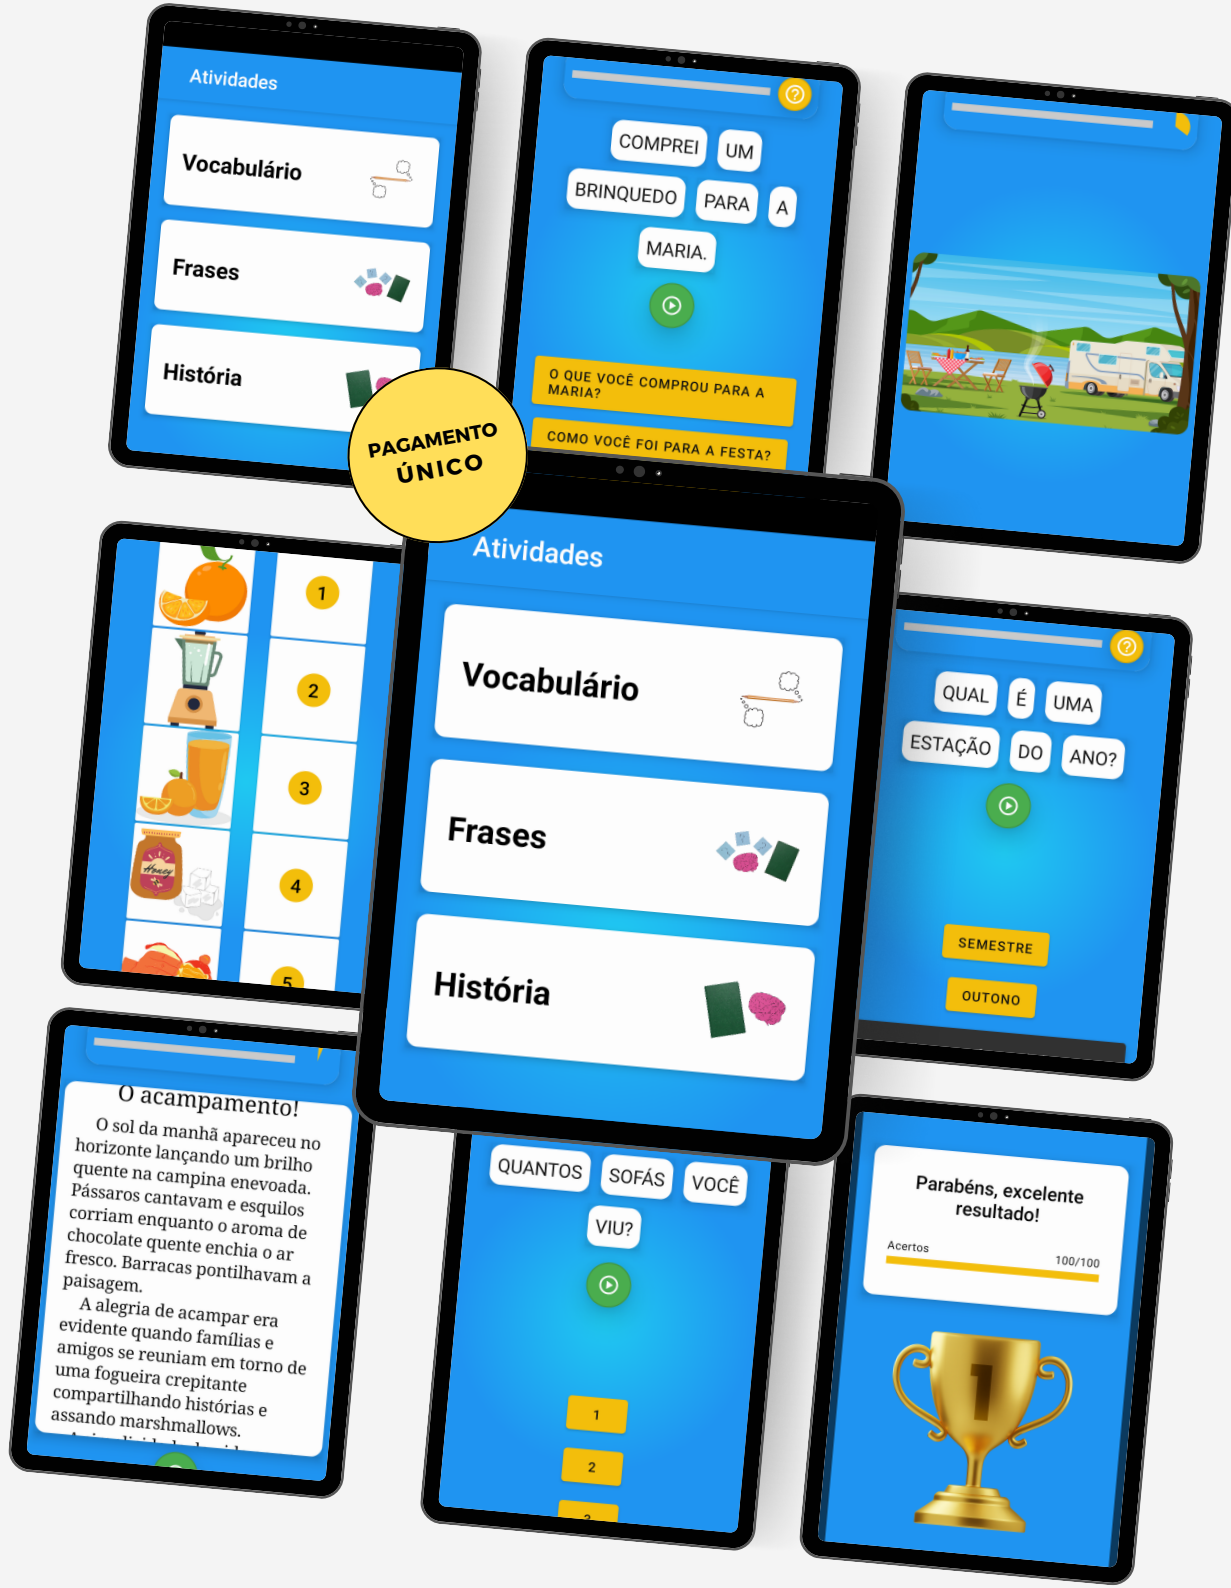 Atividades
Vocabulário
Frases
História
COMPREI UM
BRINQUEDO PARA A
MARIA.
O QUE VOCÊ COMPROU PARA A
MARIA?
COMO VOCÊ FOI PARA A FESTA?
PAGAMENTO
ÚNICO
1
2
3
Honey
4
5
Atividades
Vocabulário
Frases
História
QUAL É UMA
ESTAÇÃO DO ANO?
SEMESTRE
OUTONO
O acampamento!
O sol da manhã apareceu no
horizonte lançando um brilho
quente na campina enevoada.
Pássaros cantavam e esquilos
corriam enquanto o aroma de
chocolate quente enchia o ar
fresco. Barracas pontilhavam a
paisagem.
A alegria de acampar era
evidente quando famílias e
amigos se reuniam em torno de
uma fogueira crepitante
compartilhando histórias e
assando marshmallows.
QUANTOS SOFÁS VOCÊ
VIU?
1
2
3
Parabéns, excelente
resultado!
Acertos 100/100
1